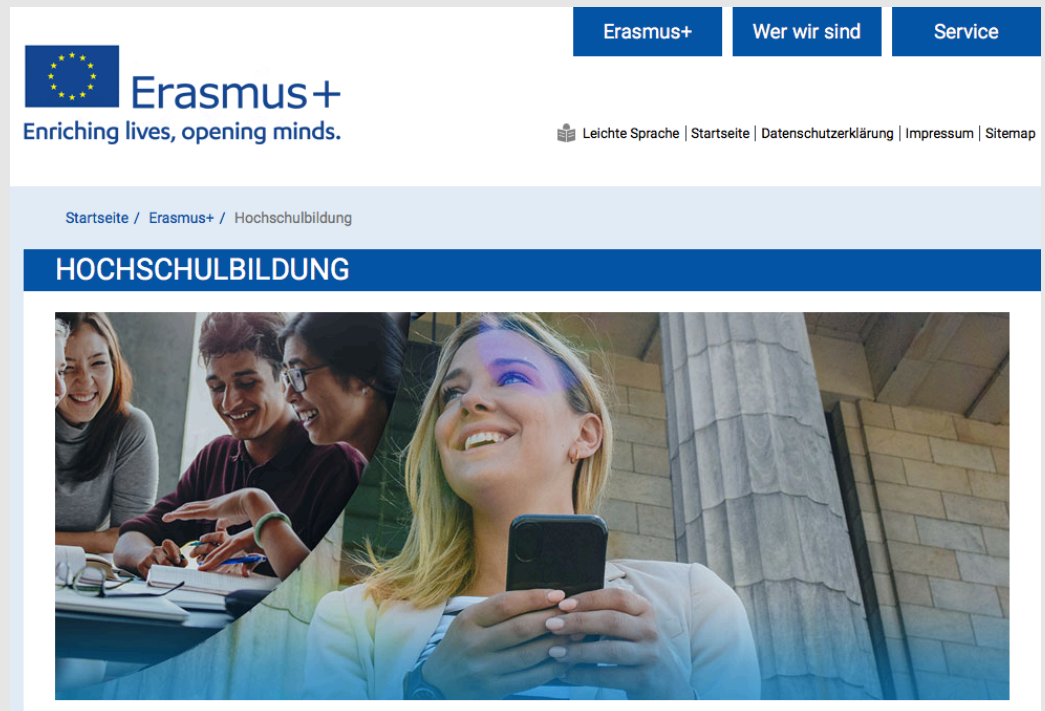 Erasmus+ Wer wir sind Service
Erasmus+
Enriching lives, opening minds.
Leichte Sprache | Startseite | Datenschutzerklärung | Impressum | Sitemap
Startseite / Erasmus+ / Hochschulbildung
HOCHSCHULBILDUNG